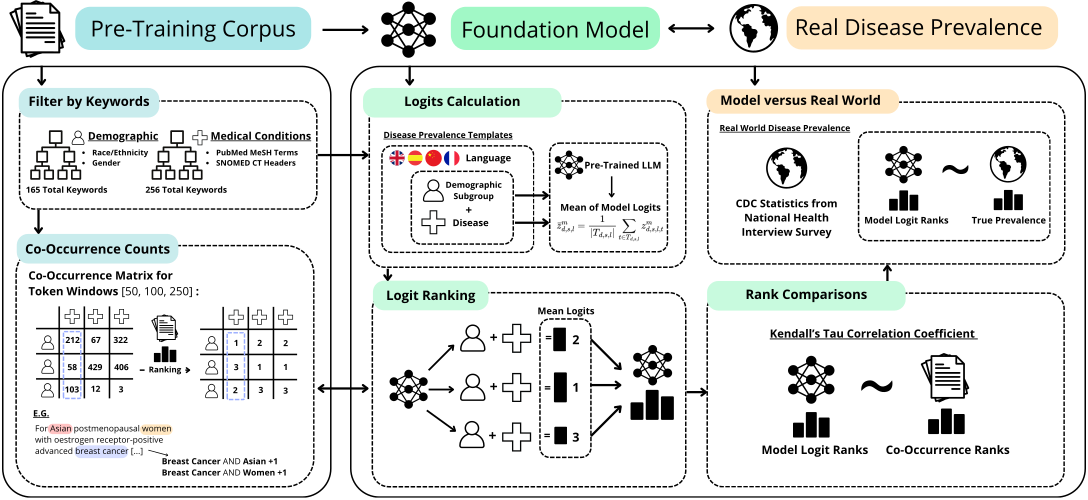 Pre-Training Corpus
Foundation Model
Real Disease Prevalence
Filter by Keywords
Demographic
• Race/Ethnicity
• Gender
165 Total Keywords
Medical Conditions
• PubMed MeSH Terms
• SNOMED CT Headers
256 Total Keywords
Co-Occurrence Counts
Co-Occurrence Matrix for
Token Windows [50, 100, 250] :
212 67 322
58 429 406
103 12 3
Ranking
1 2 2
3 1 1
2 3 3
E.G.
For Asian postmenopausal women
with oestrogen receptor-positive
advanced breast cancer [...]
Breast Cancer AND Asian +1
Breast Cancer AND Women +1
Logits Calculation
Disease Prevalence Templates
Language
Demographic
Subgroup
+
Disease
Pre-Trained LLM
Mean of Model Logits
$\bar{z}^m_{d,s,l} = \frac{1}{|T_{d,s,l}|} \sum_{t \in T_{d,s,l}} z^m_{d,s,l,t}$
Logit Ranking
Mean Logits
+ = 2
+ = 1
+ = 3
Model versus Real World
Real World Disease Prevalence
CDC Statistics from
National Health
Interview Survey
~
Model Logit Ranks
True Prevalence
Rank Comparisons
Kendall's Tau Correlation Coefficient
~
Model Logit Ranks
Co-Occurrence Ranks